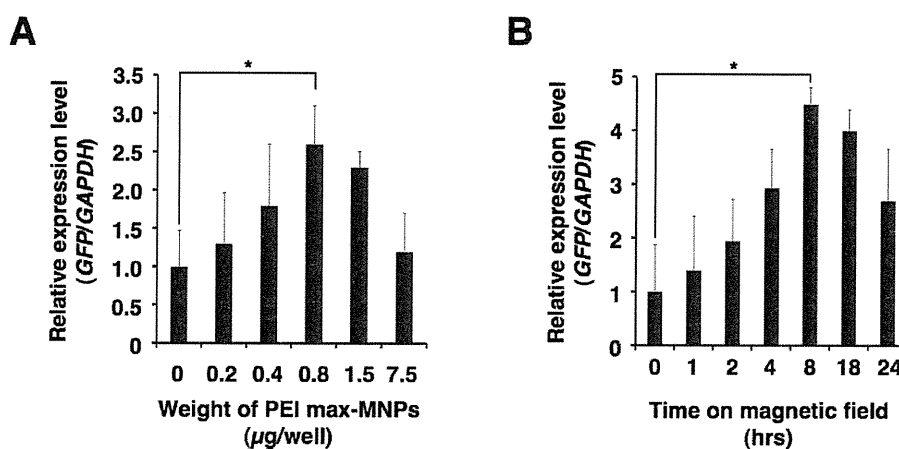 A
Relative expression level
(GFP/GAPDH)
3.5
3.0
2.5
2.0
1.5
1.0
0.5
0
*
0 0.2 0.4 0.8 1.5 7.5
Weight of PEI max-MNPs
(µg/well)
B
Relative expression level
(GFP/GAPDH)
5
4
3
2
1
0
*
0 1 2 4 8 18 24
Time on magnetic field
(hrs)